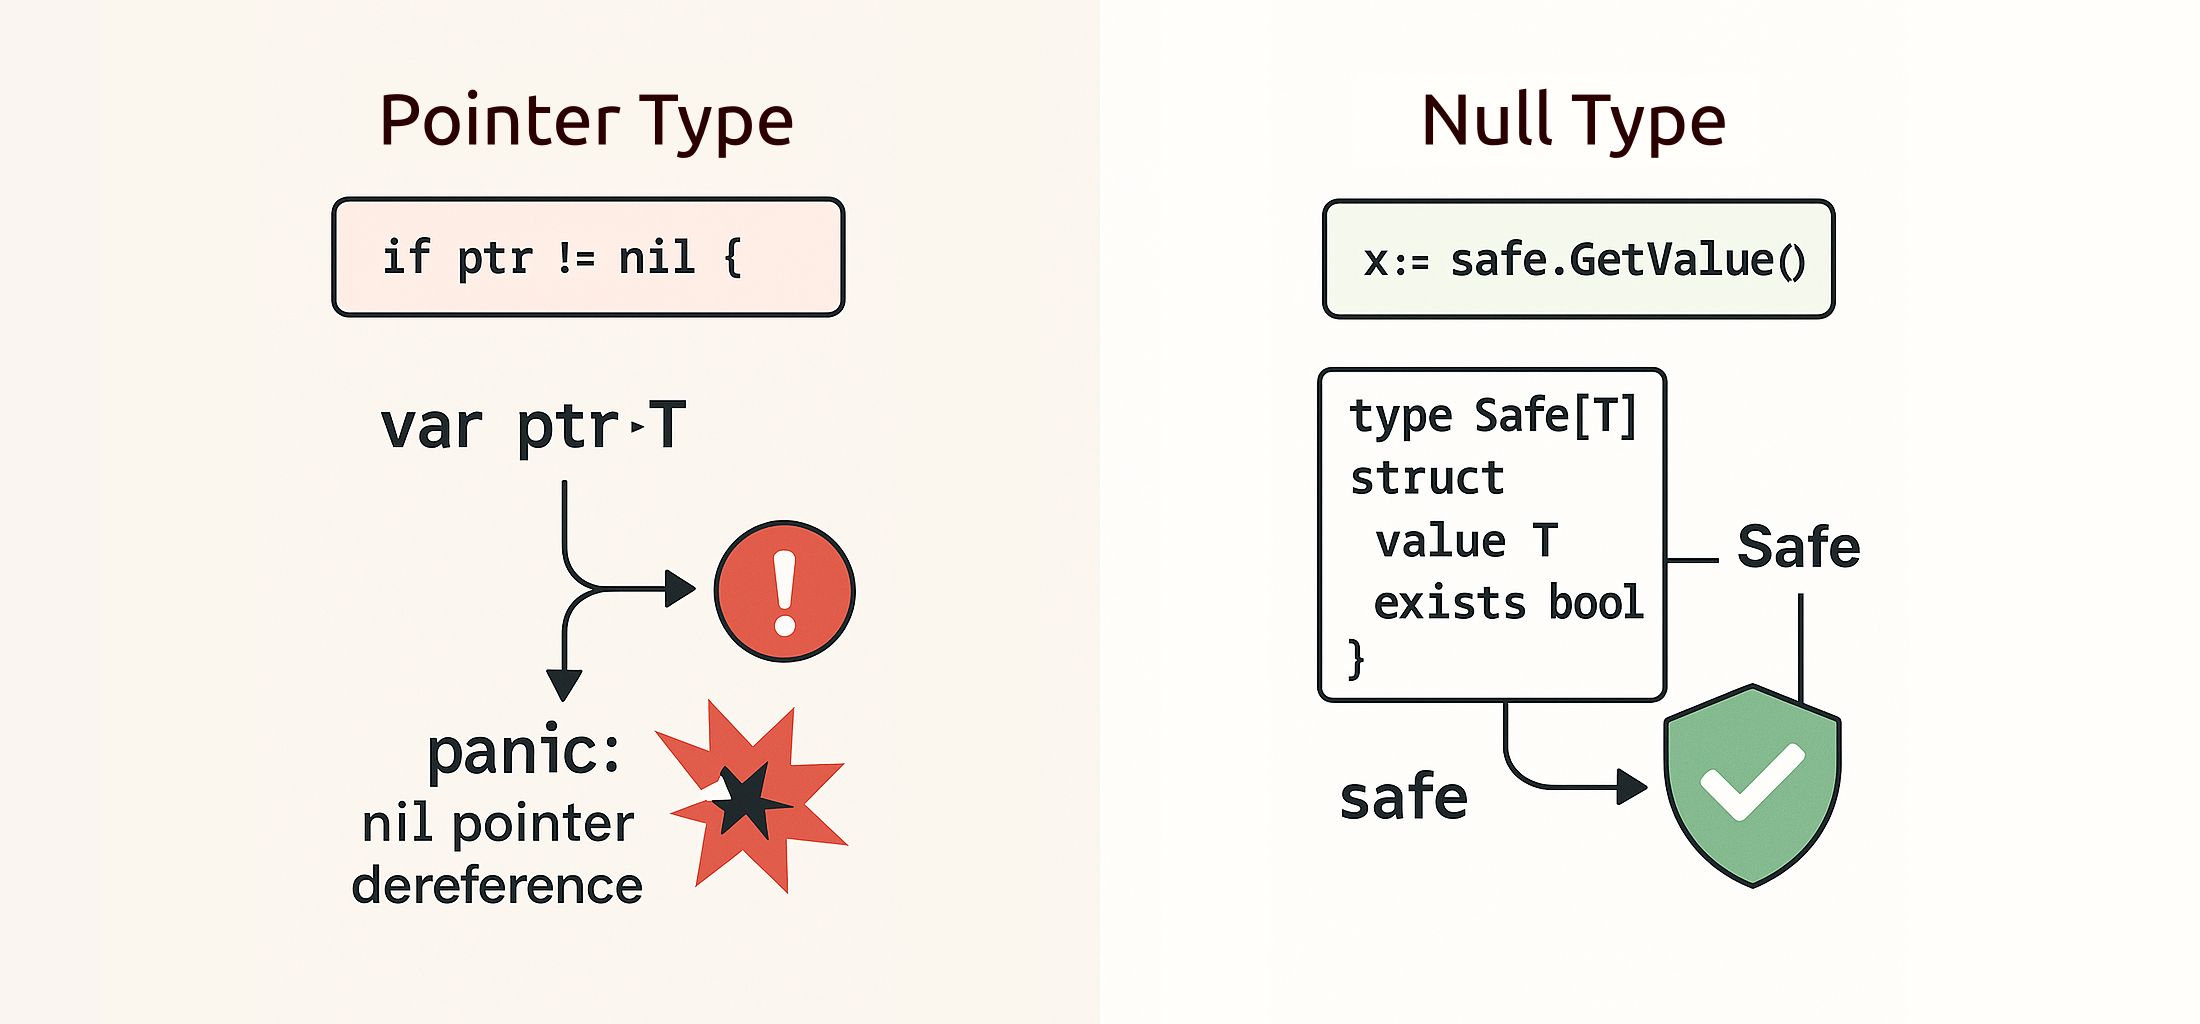 Pointer Type
if ptr != nil {
var ptr▸T
panic:
nil pointer
dereference
Null Type
x:= safe.GetValue()
type Safe[T]
struct
value T
exists bool
}
Safe
safe